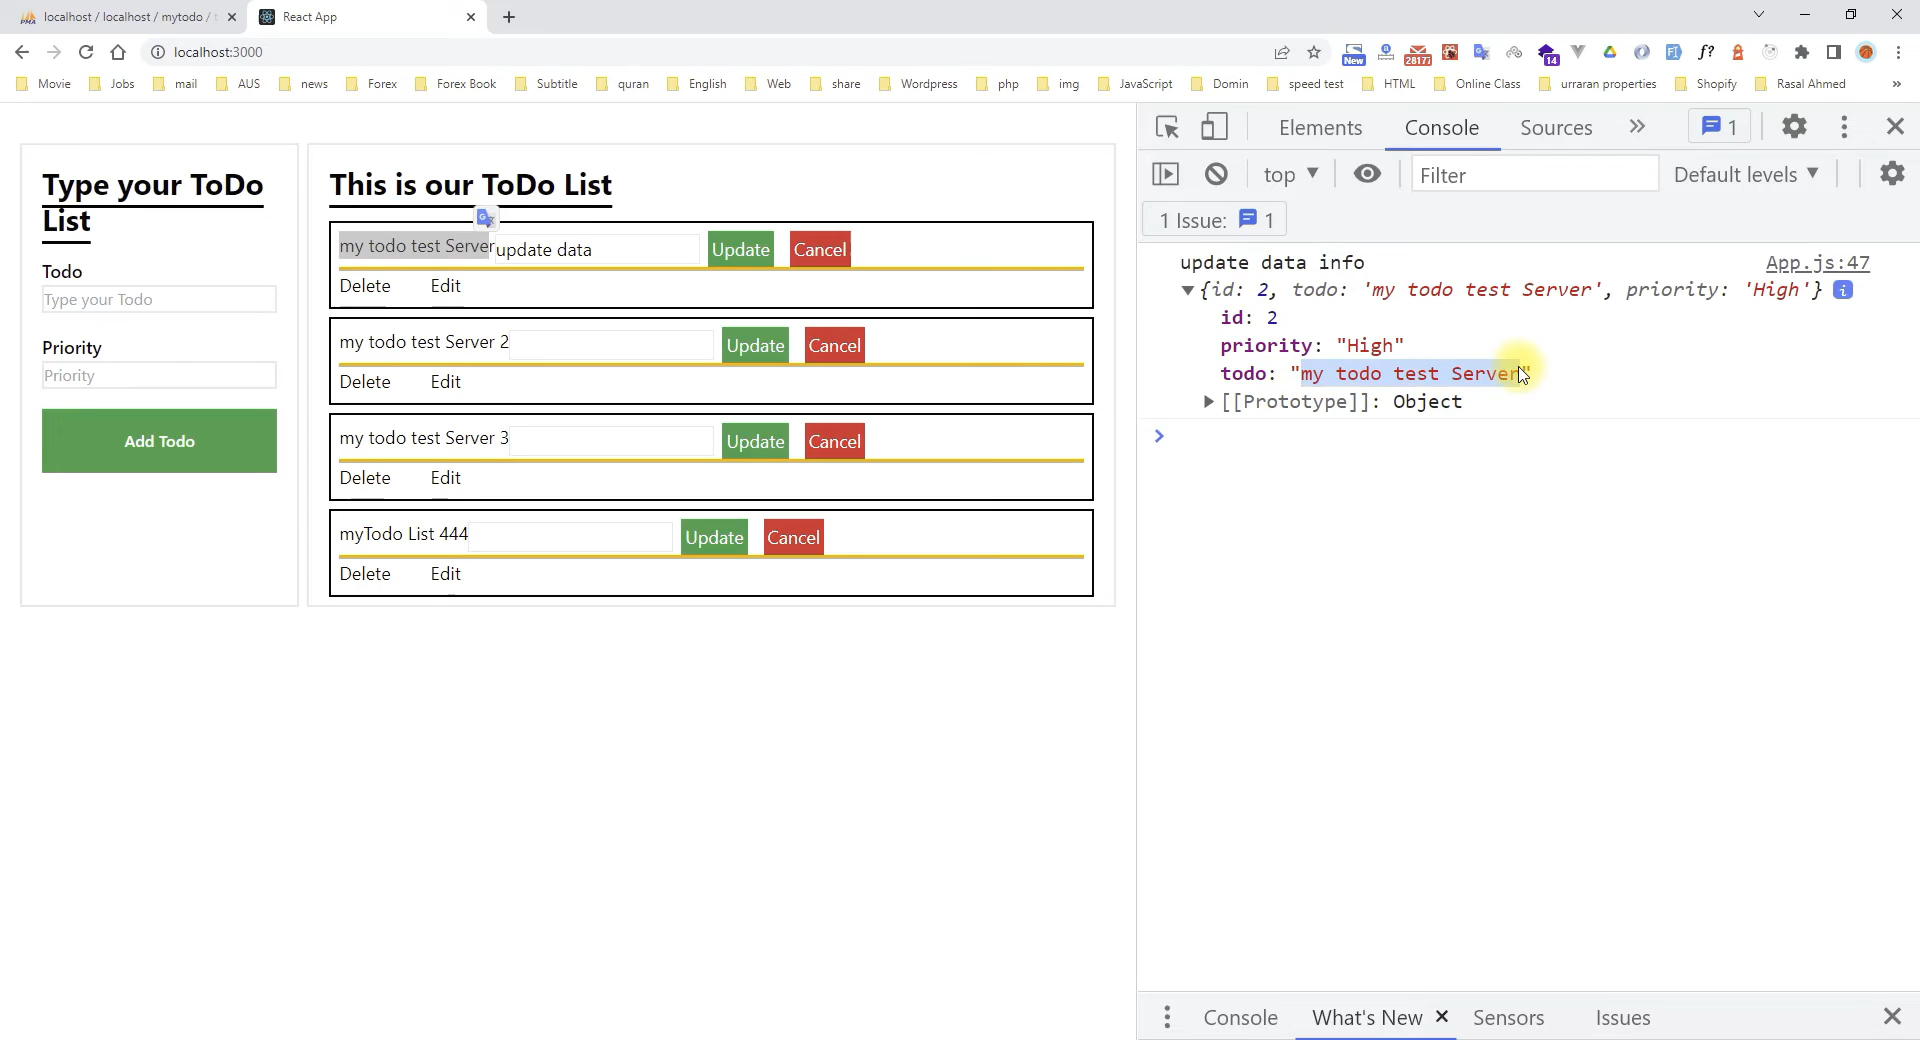 localhost / localhost / mytodo / t
React App
localhost:3000
New
28177
14
f?
Movie Jobs mail AUS news Forex Forex Book Subtitle quran English Web share Wordpress php img JavaScript Domin speed test HTML Online Class urraran properties Shopify Rasal Ahmed »
Type your ToDo
List
Todo
Type your Todo
Priority
Priority
Add Todo
This is our ToDo List
my todo test Server update data Update Cancel
Delete Edit
my todo test Server 2 Update Cancel
Delete Edit
my todo test Server 3 Update Cancel
Delete Edit
myTodo List 444 Update Cancel
Delete Edit
Elements Console Sources » 1
top ▼ Filter Default levels ▼
1 Issue: 1
update data info App.js:47
▼{id: 2, todo: 'my todo test Server', priority: 'High'} i
id: 2
priority: "High"
todo: "my todo test Server"
▶[[Prototype]]: Object
>
Console What's New Sensors Issues